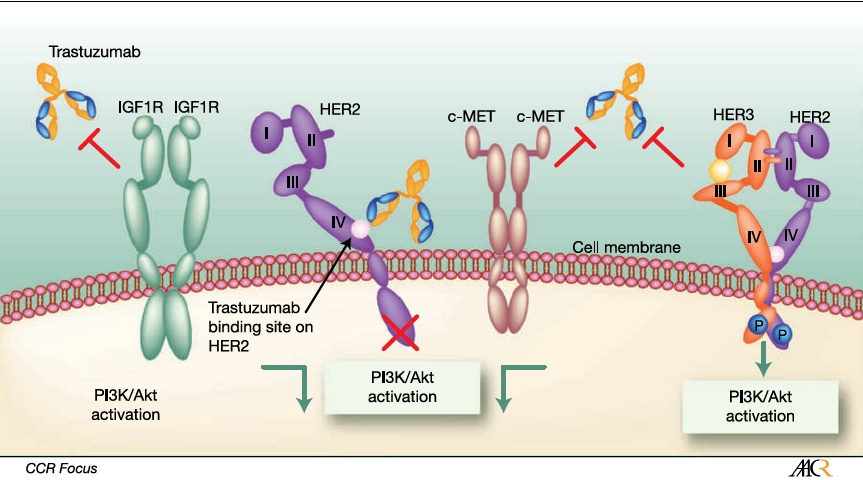 Trastuzumab
IGF1R IGF1R
HER2
I
II
III
IV
Trastuzumab
binding site on
HER2
c-MET c-MET
Cell membrane
HER3
HER2
I
I
II
II
III
III
IV
IV
P
P
PI3K/Akt
activation
PI3K/Akt
activation
PI3K/Akt
activation
CCR Focus
AACR